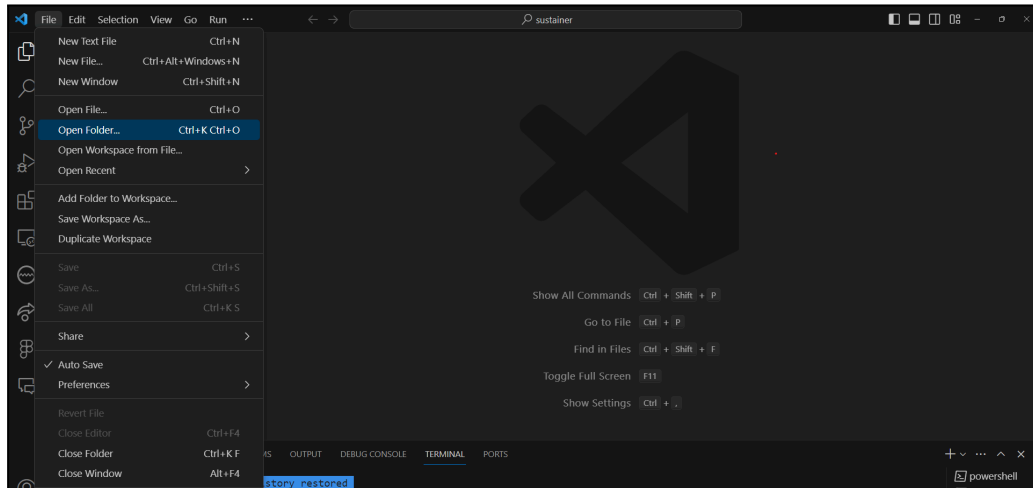 File Edit Selection View Go Run ··· sustainer
New Text File Ctrl+N
New File... Ctrl+Alt+Windows+N
New Window Ctrl+Shift+N
Open File... Ctrl+O
Open Folder... Ctrl+K Ctrl+O
Open Workspace from File...
Open Recent
Add Folder to Workspace...
Save Workspace As...
Duplicate Workspace
Save Ctrl+S
Save As... Ctrl+Shift+S
Save All Ctrl+K S
Share
Auto Save
Preferences
Revert File
Close Editor Ctrl+F4
Close Folder Ctrl+K F
Close Window Alt+F4
Show All Commands Ctrl + Shift + P
Go to File Ctrl + P
Find in Files Ctrl + Shift + F
Toggle Full Screen F11
Show Settings Ctrl + .
OUTPUT DEBUG CONSOLE TERMINAL PORTS
powershell
restored